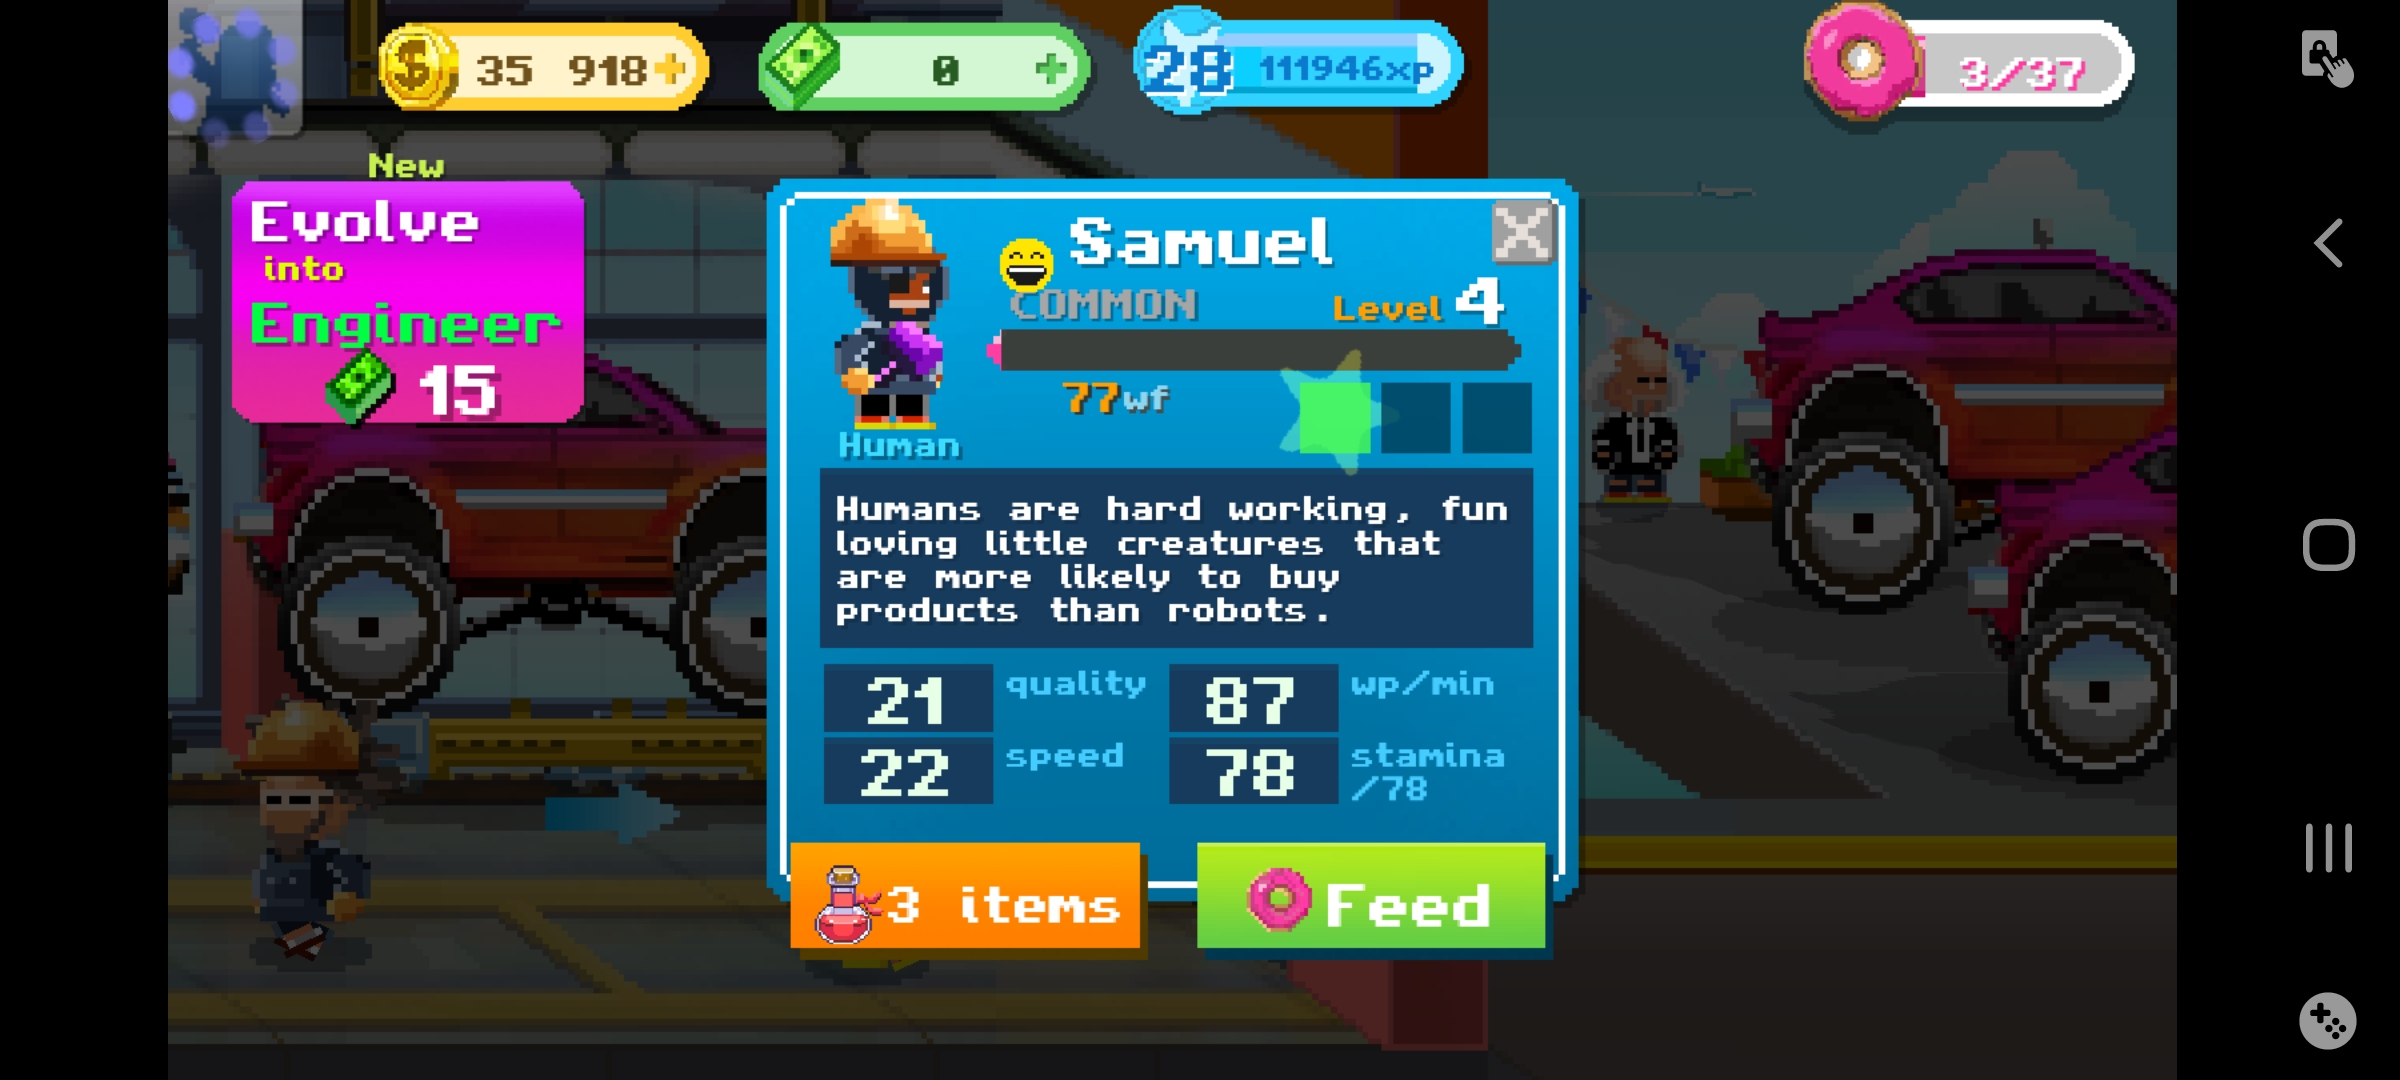 35 918
0
28 111946xp
3/37
New
Evolve
into
Engineer
15
Samuel
COMMON
Level 4
77wf
Human
Humans are hard working, fun
loving little creatures that
are more likely to buy
products than robots.
21 quality
87 wp/min
22 speed
78 stamina
/78
3 items
Feed